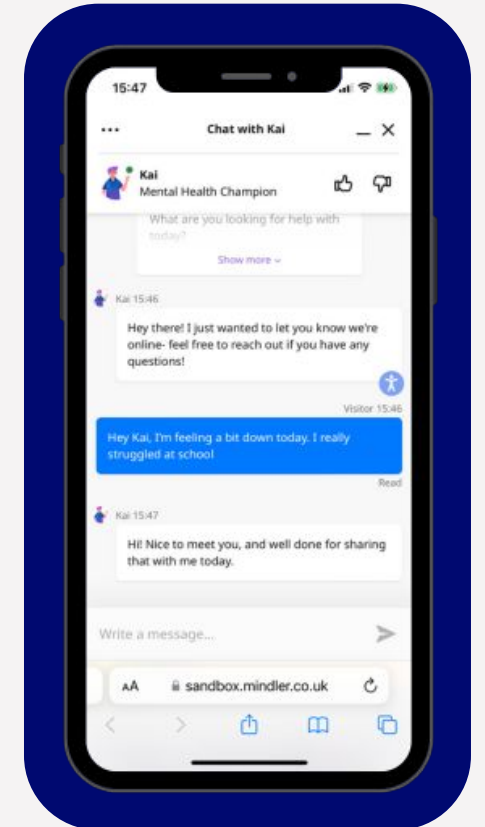 15:47
... Chat with Kai
Kai
Mental Health Champion
What are you looking for help with
today?
Show more
Kai 15:46
Hey there! I just wanted to let you know we're
online- feel free to reach out if you have any
questions!
Visitor 15:46
Hey Kai, I'm feeling a bit down today. I really
struggled at school
Read
Kai 15:47
Hi! Nice to meet you, and well done for sharing
that with me today.
Write a message...
AA sandbox.mindler.co.uk